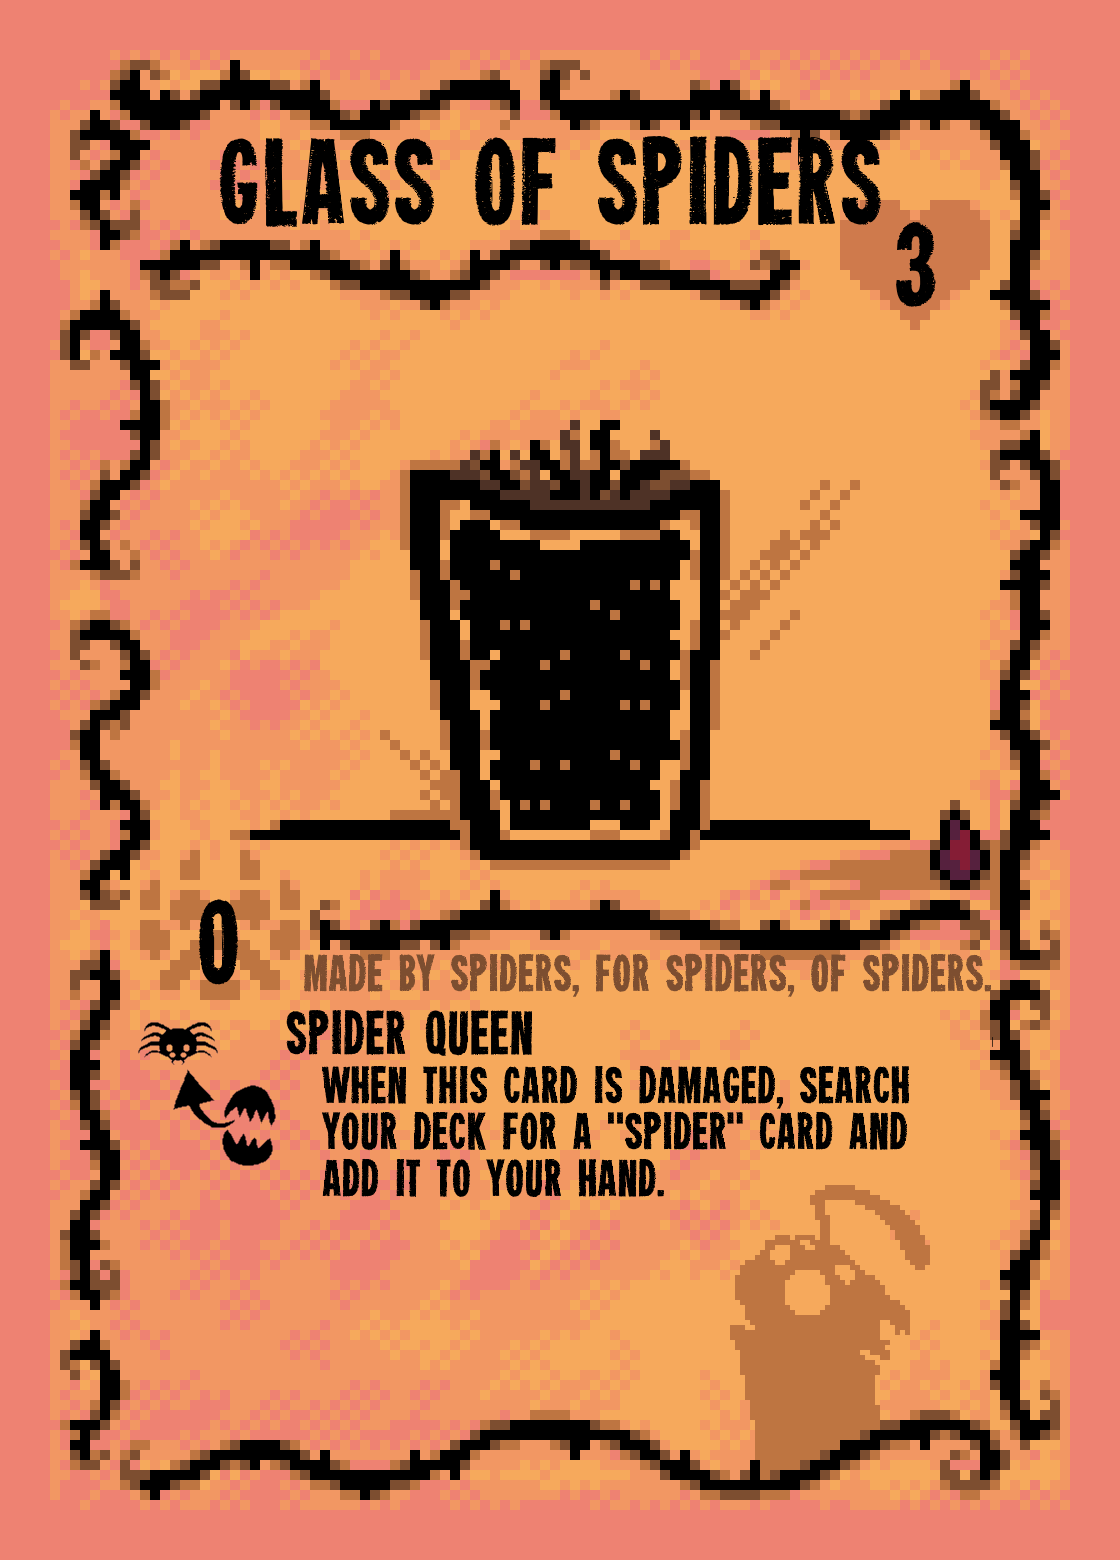 GLASS OF SPIDERS
3
0
MADE BY SPIDERS, FOR SPIDERS, OF SPIDERS.
SPIDER QUEEN
WHEN THIS CARD IS DAMAGED, SEARCH
YOUR DECK FOR A "SPIDER" CARD AND
ADD IT TO YOUR HAND.